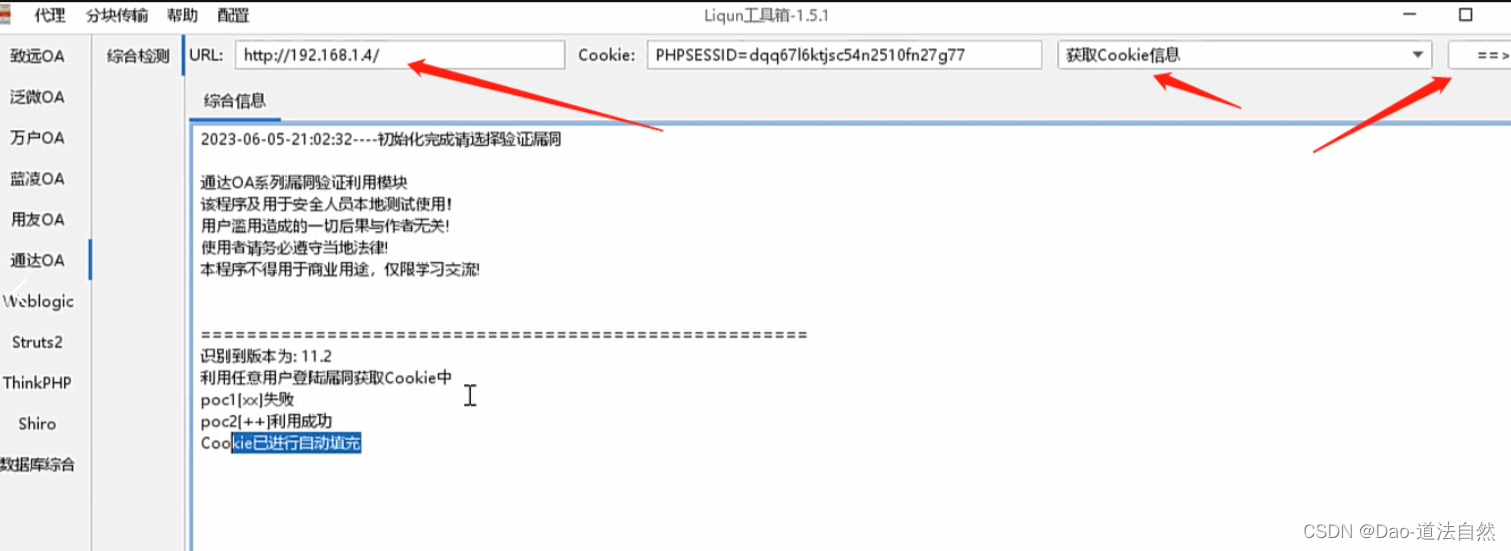 代理 分块传输 帮助 配置 Liqun工具箱-1.5.1
致远OA
泛微OA
万户OA
蓝凌OA
用友OA
通达OA
Weblogic
Struts2
ThinkPHP
Shiro
数据库综合
综合检测
URL: http://192.168.1.4/ Cookie: PHPSESSID=dqq67l6ktjsc54n2510fn27g77 获取Cookie信息 ==>
综合信息
2023-06-05-21:02:32----初始化完成请选择验证漏洞
通达OA系列漏洞验证利用模块
该程序及用于安全人员本地测试使用!
用户滥用造成的一切后果与作者无关!
使用者请务必遵守当地法律!
本程序不得用于商业用途，仅限学习交流!
====================================================
识别到版本为: 11.2
利用任意用户登陆漏洞获取Cookie中
poc1[xx]失败
poc2[++]利用成功
Cookie已进行自动填充
CSDN @Dao-道法自然